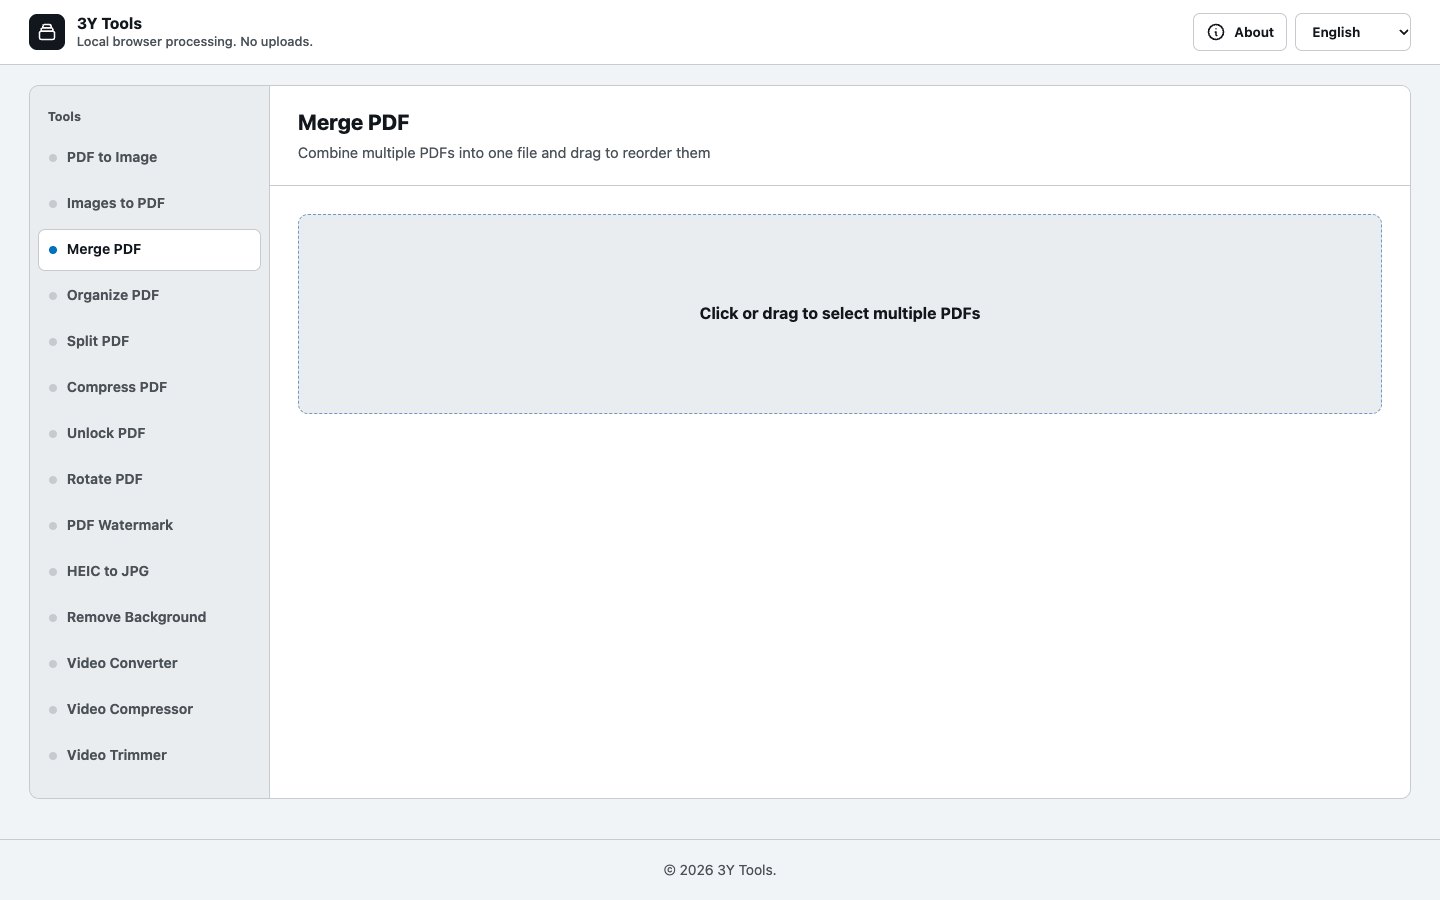 3Y Tools
Local browser processing. No uploads.
About
English
Tools
PDF to Image
Images to PDF
Merge PDF
Organize PDF
Split PDF
Compress PDF
Unlock PDF
Rotate PDF
PDF Watermark
HEIC to JPG
Remove Background
Video Converter
Video Compressor
Video Trimmer
Merge PDF
Combine multiple PDFs into one file and drag to reorder them
Click or drag to select multiple PDFs
© 2026 3Y Tools.